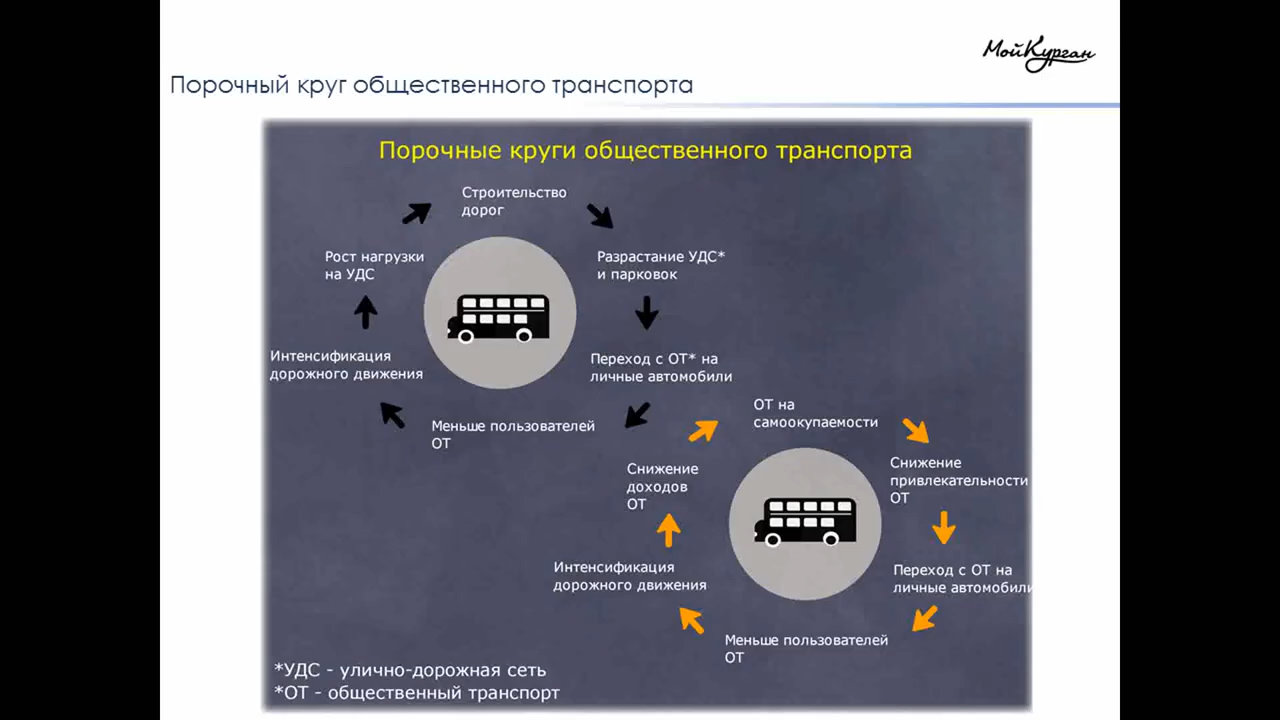 МойКурган
Порочный круг общественного транспорта
Порочные круги общественного транспорта
Строительство
дорог
Разрастание УДС*
и парковок
Переход с ОТ* на
личные автомобили
Меньше пользователей
ОТ
Интенсификация
дорожного движения
Рост нагрузки
на УДС
ОТ на
самоокупаемости
Снижение
привлекательности
ОТ
Переход с ОТ на
личные автомобили
Меньше пользователей
ОТ
Интенсификация
дорожного движения
Снижение
доходов
ОТ
*УДС - улично-дорожная сеть
*ОТ - общественный транспорт